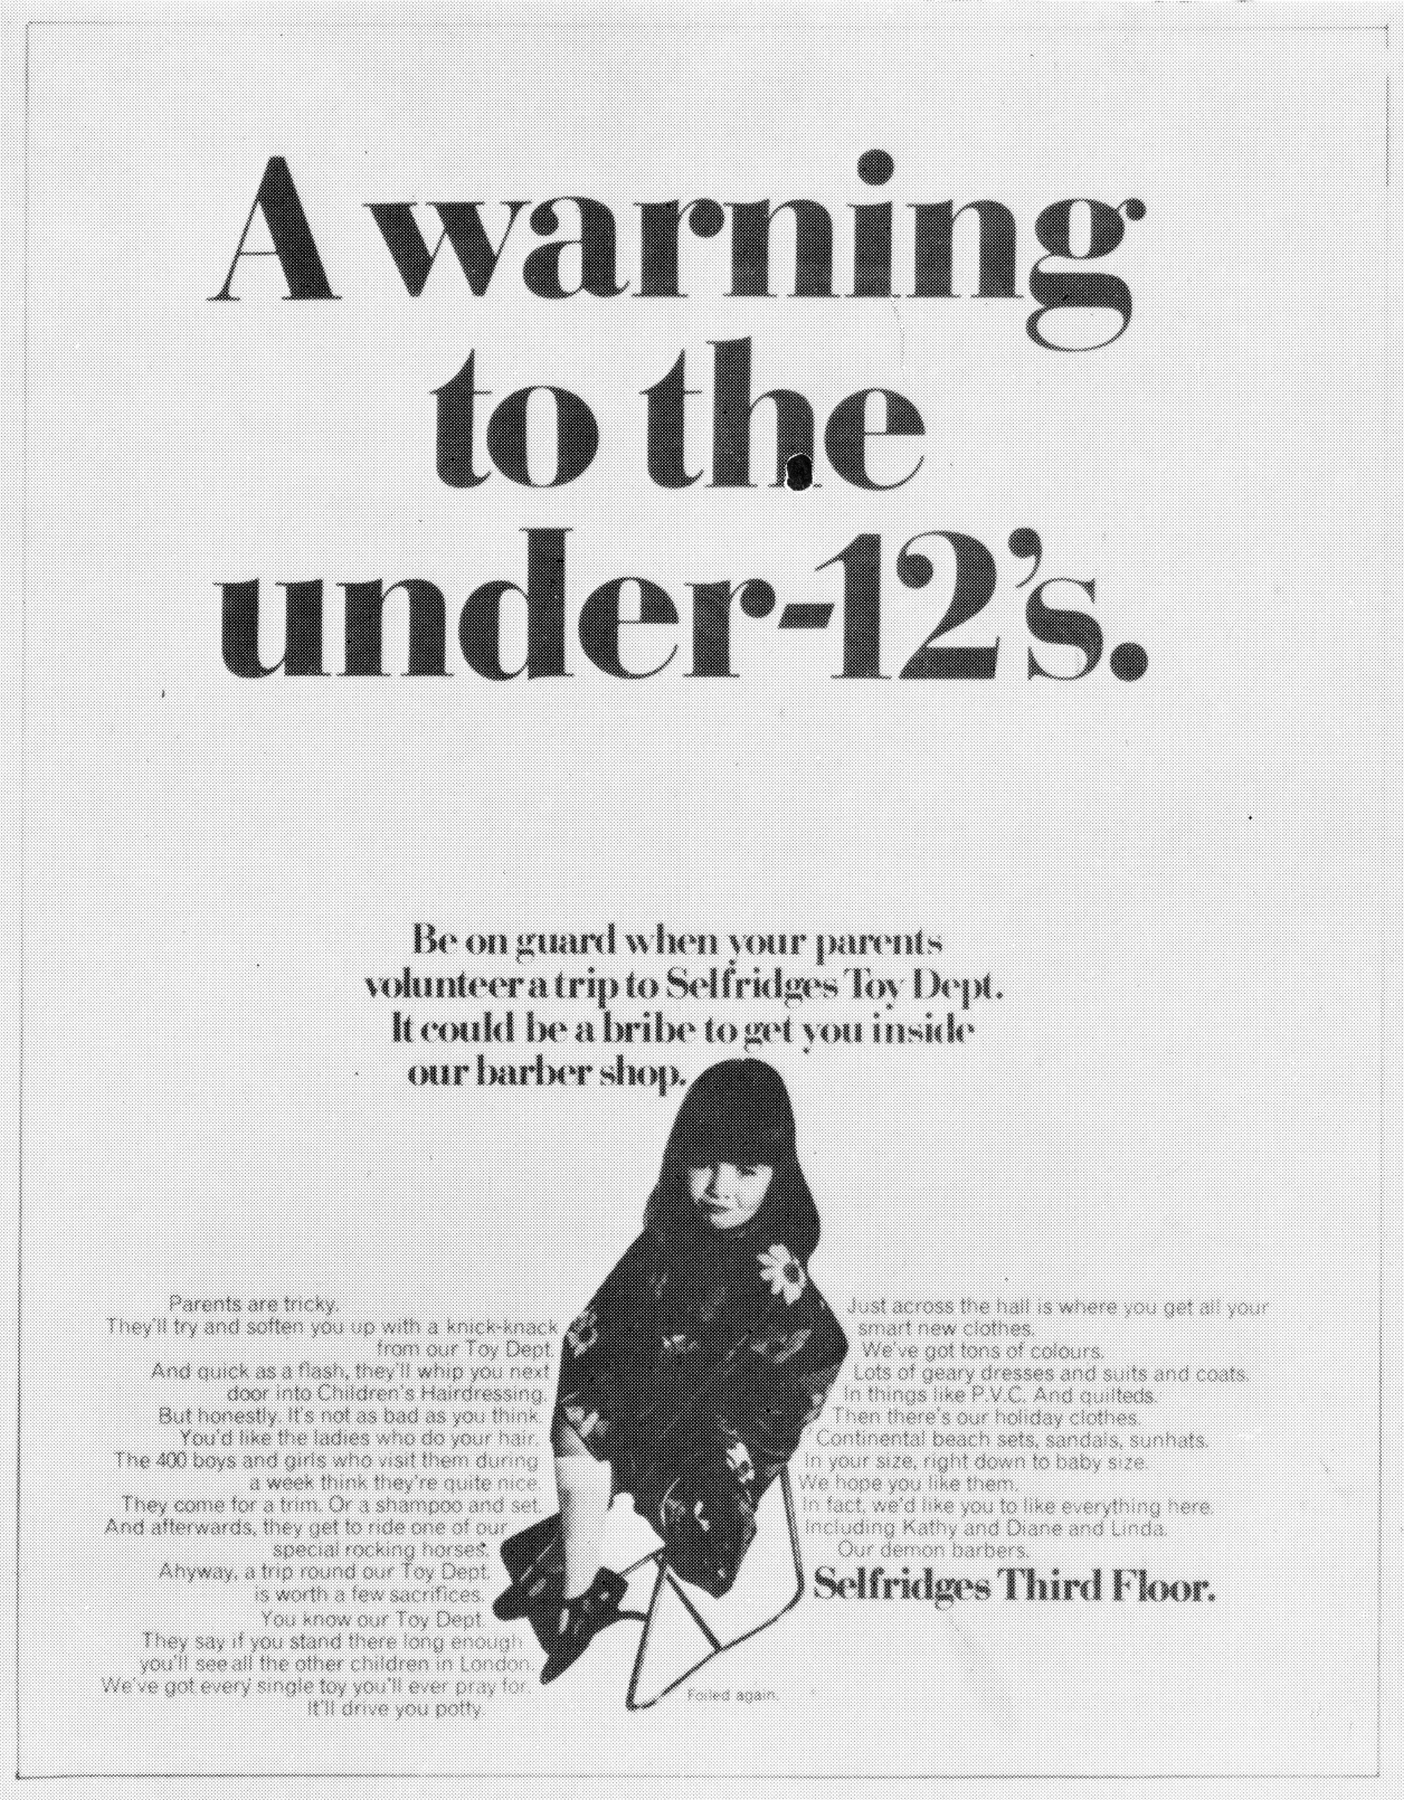 A warning
to the
under-12's.
Be on guard when your parents
volunteer a trip to Selfridges Toy Dept.
It could be a bribe to get you inside
our barber shop.
Parents are tricky.
They'll try and soften you up with a knick-knack
from our Toy Dept.
And quick as a flash, they'll whip you next
door into Children's Hairdressing.
But honestly. It's not as bad as you think.
You'd like the ladies who do your hair.
The 400 boys and girls who visit them during
a week think they're quite nice.
They come for a trim. Or a shampoo and set.
And afterwards, they get to ride one of our
special rocking horses.
Ahyway, a trip round our Toy Dept.
is worth a few sacrifices.
You know our Toy Dept.
They say if you stand there long enough
you'll see all the other children in London.
We've got every single toy you'll ever pray for.
It'll drive you potty.
Just across the hall is where you get all your
smart new clothes.
We've got tons of colours.
Lots of geary dresses and suits and coats.
In things like P.V.C. And quilteds.
Then there's our holiday clothes.
Continental beach sets, sandals, sunhats.
In your size, right down to baby size.
We hope you like them.
In fact, we'd like you to like everything here.
Including Kathy and Diane and Linda.
Our demon barbers.
Selfridges Third Floor.
Foiled again.